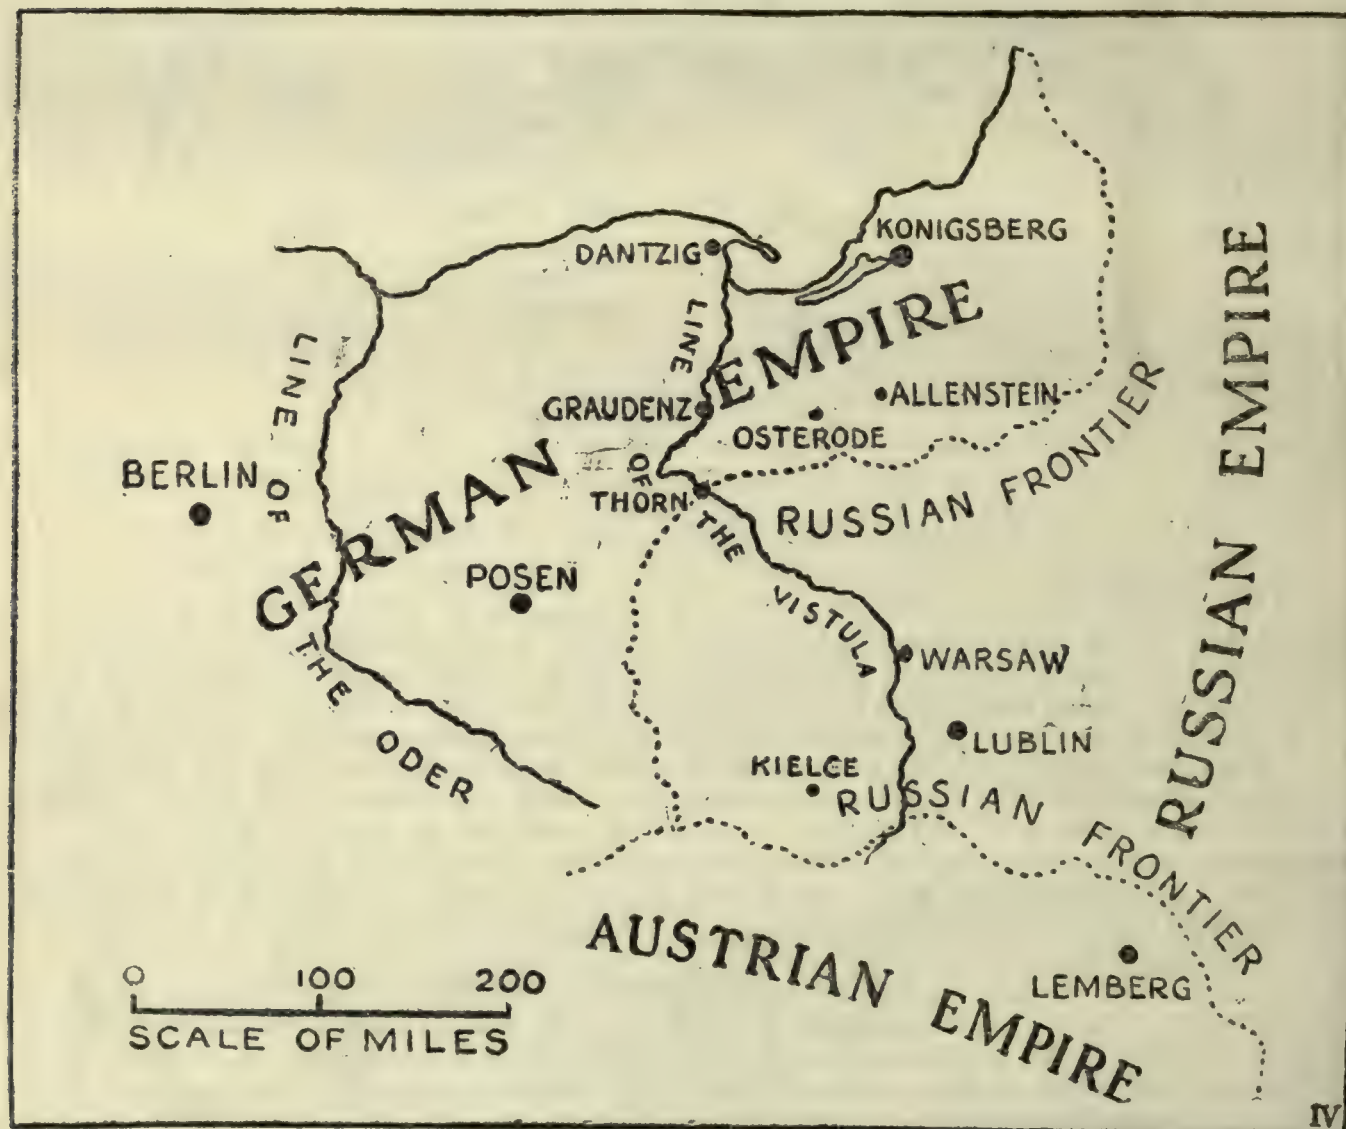 KONIGSBERG
DANTZIG
GERMAN EMPIRE
RUSSIAN EMPIRE
LINE OF THE ODER
LINE OF THE VISTULA
GRAUDENZ
ALLENSTEIN
OSTERODE
BERLIN
THORN
RUSSIAN FRONTIER
POSEN
WARSAW
LUBLIN
KIELCE
RUSSIAN FRONTIER
AUSTRIAN EMPIRE
LEMBERG
0 100 200
SCALE OF MILES
IV